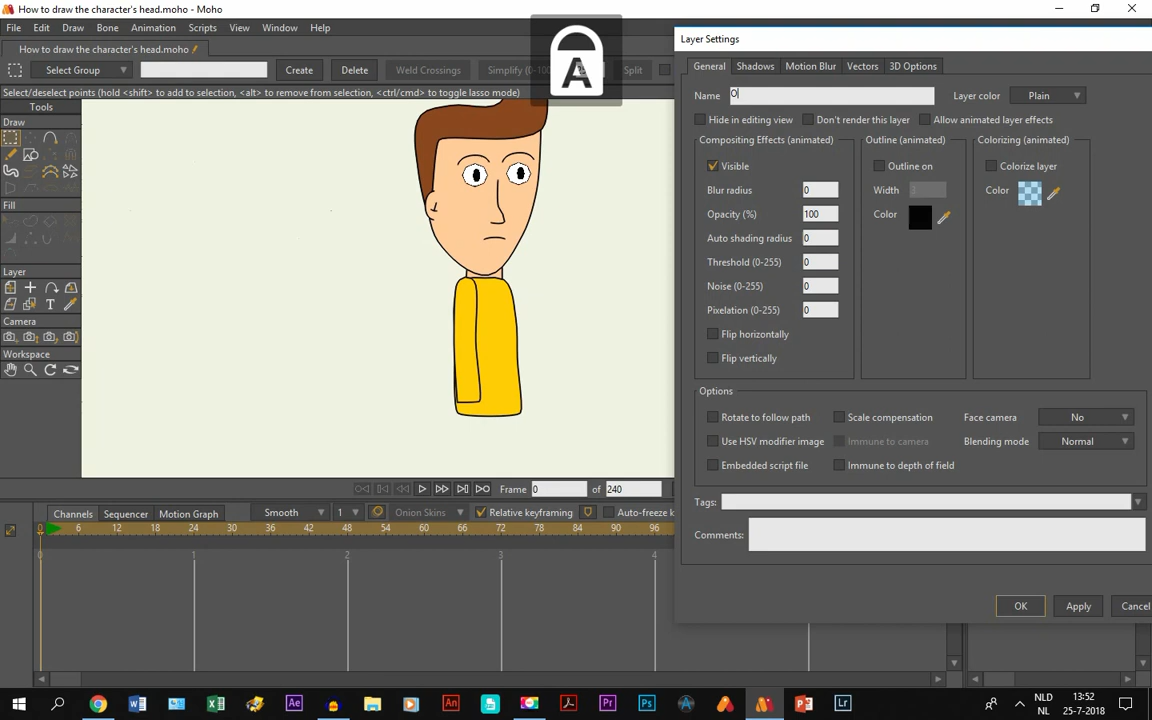 How to draw the character's head.moho - Moho
File Edit Draw Bone Animation Scripts View Window Help
How to draw the character's head.moho
Select Group Create Delete Weld Crossings Simplify (0-100 Split
Select/deselect points (hold <shift> to add to selection, <alt> to remove from selection, <ctrl/cmd> to toggle lasso mode)
A
Tools
Draw
Fill
Layer
Camera
Workspace
Layer Settings
General Shadows Motion Blur Vectors 3D Options
Name O Layer color Plain
Hide in editing view Don't render this layer Allow animated layer effects
Compositing Effects (animated) Outline (animated) Colorizing (animated)
Visible Outline on Colorize layer
Blur radius 0 Width Color
Opacity (%) 100 Color
Auto shading radius 0
Threshold (0-255) 0
Noise (0-255) 0
Pixelation (0-255) 0
Flip horizontally
Flip vertically
Options
Rotate to follow path Scale compensation Face camera No
Use HSV modifier image Immune to camera Blending mode Normal
Embedded script file Immune to depth of field
Tags:
Comments:
OK Apply Cancel
Frame 0 of 240
Channels Sequencer Motion Graph Smooth 1 Onion Skins Relative keyframing Auto-freeze k
0 6 12 18 24 30 36 42 48 54 60 66 72 78 84 90 96
0 1 2 3 4
NLD 13:52
NL 25-7-2018